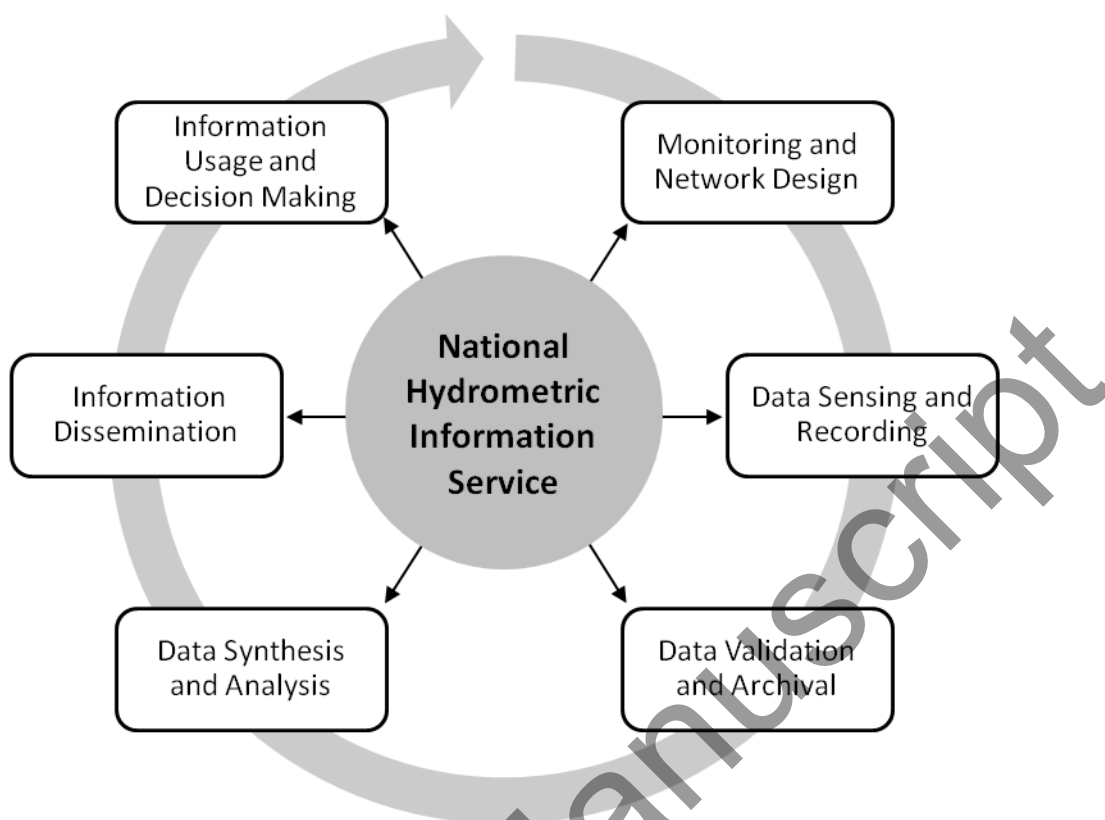 Information
Usage and
Decision Making
Monitoring and
Network Design
National
Hydrometric
Information
Service
Information
Dissemination
Data Sensing and
Recording
Data Synthesis
and Analysis
Data Validation
and Archival
anuscript